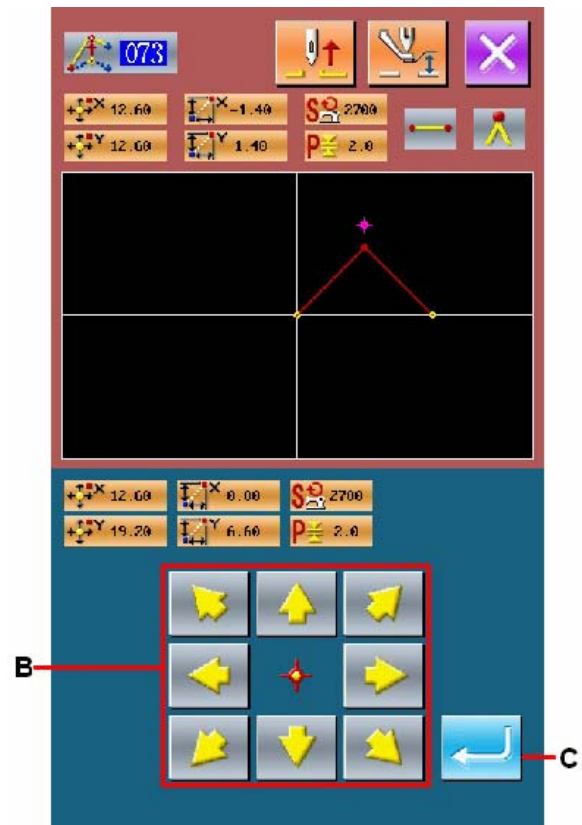 073
X 12.60 X -1.40 S 2700
Y 12.60 Y 1.40 P 2.0
X 12.60 X 0.00 S 2700
Y 19.20 Y 6.60 P 2.0
B
C